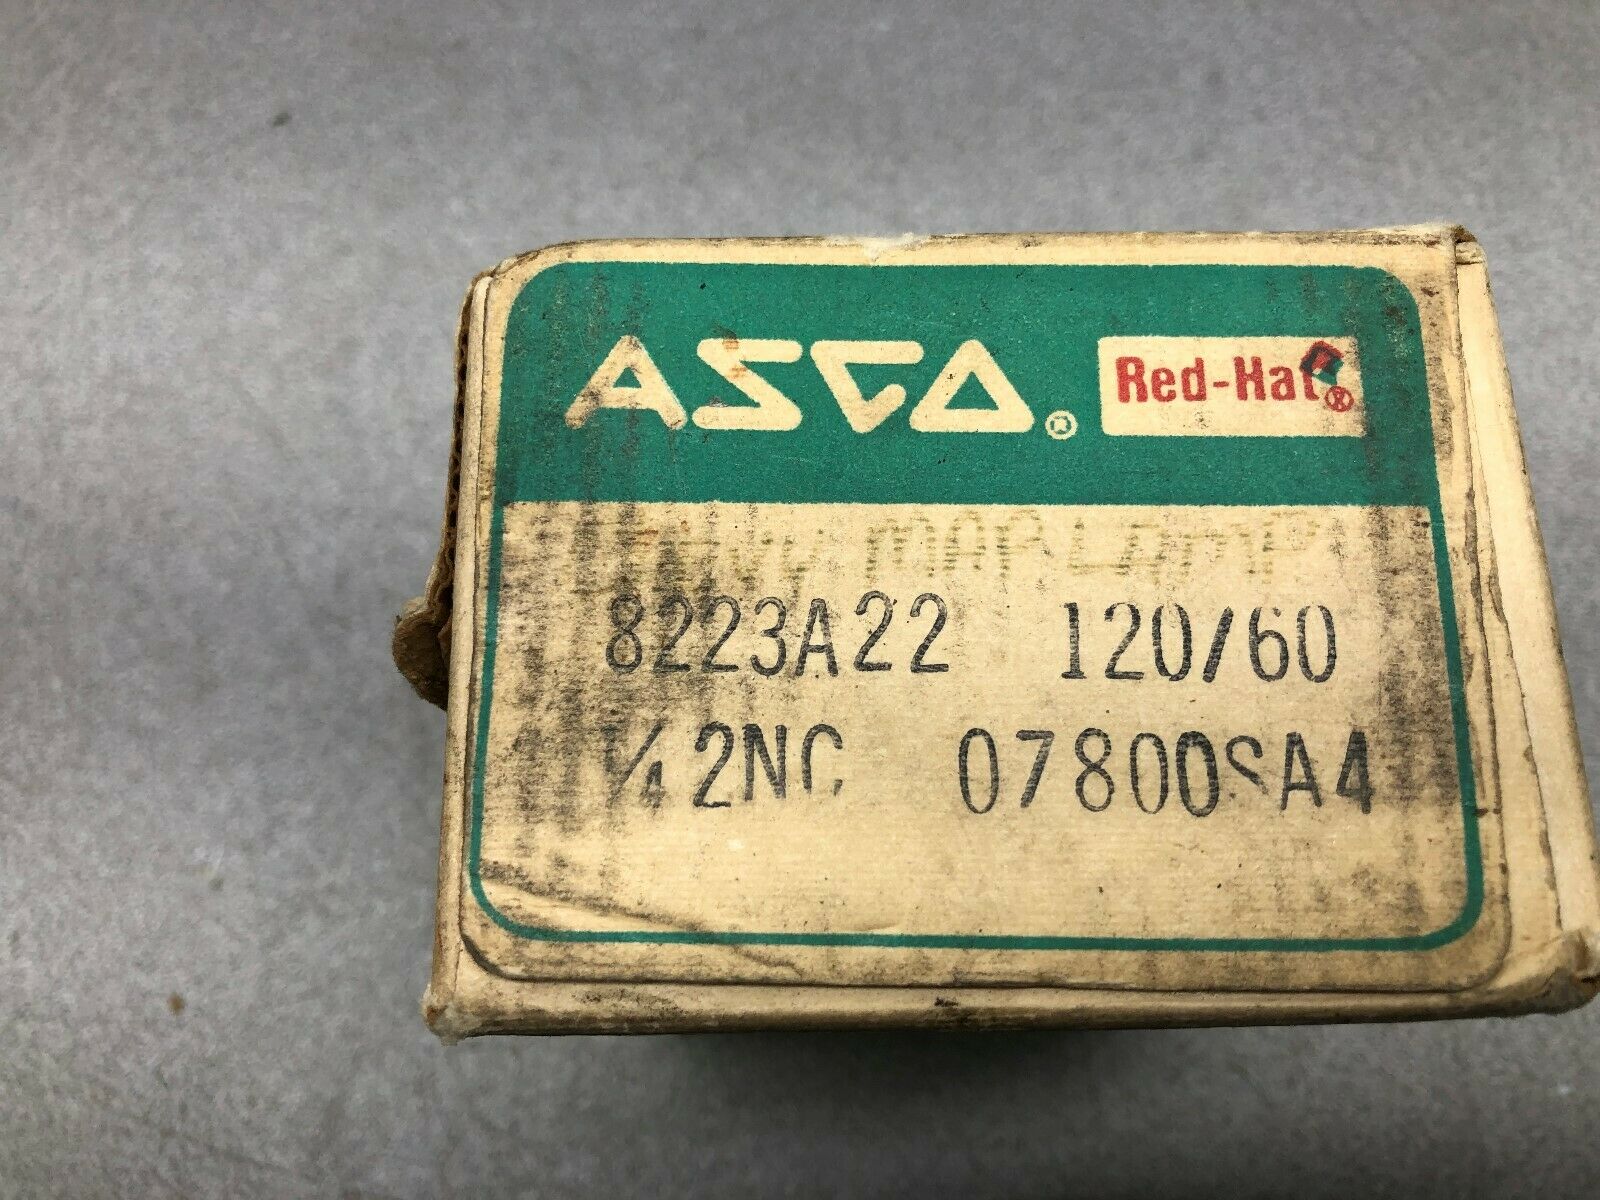 ASCO® Red-Hat®
8223A22 120/60
1/4 2NC 07800SA4